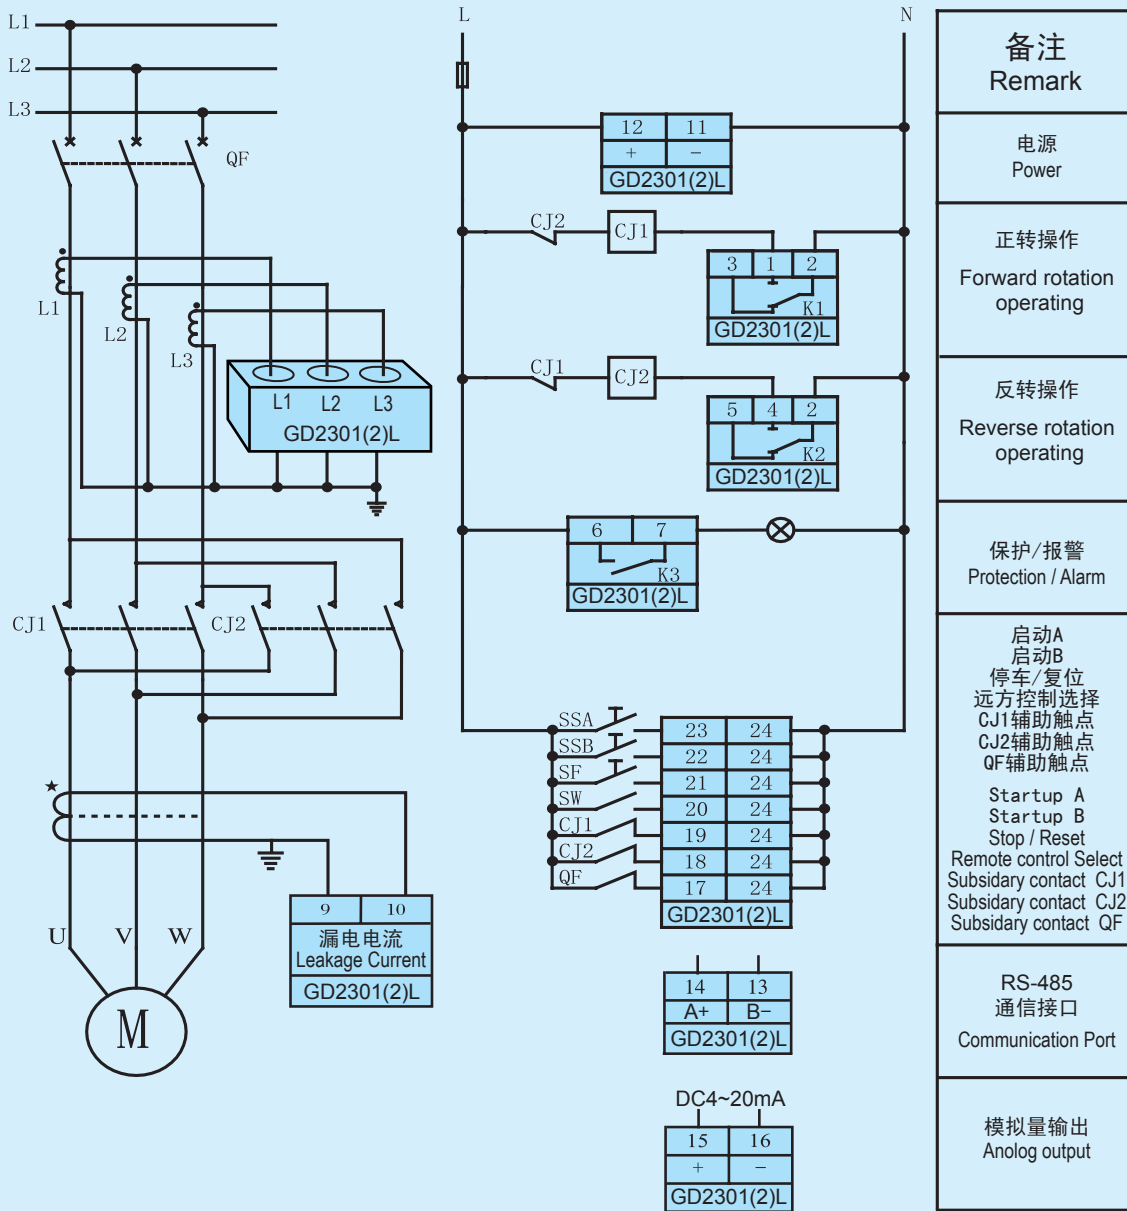 L1
L2
L3
QF
L1
L2
L3
L1 L2 L3
GD2301(2)L
CJ1
CJ2
★
9 10
漏电电流
Leakage Current
GD2301(2)L
U V W
M
L N
12 11
+ −
GD2301(2)L
CJ2 CJ1
3 1 2
K1
GD2301(2)L
CJ1 CJ2
5 4 2
K2
GD2301(2)L
6 7
K3
GD2301(2)L
SSA 23 24
SSB 22 24
SF 21 24
SW 20 24
CJ1 19 24
CJ2 18 24
QF 17 24
GD2301(2)L
14 13
A+ B−
GD2301(2)L
DC4~20mA
15 16
+ −
GD2301(2)L
备注
Remark
电源
Power
正转操作
Forward rotation
operating
反转操作
Reverse rotation
operating
保护/报警
Protection / Alarm
启动A
启动B
停车/复位
远方控制选择
CJ1辅助触点
CJ2辅助触点
QF辅助触点
Startup A
Startup B
Stop / Reset
Remote control Select
Subsidary contact CJ1
Subsidary contact CJ2
Subsidary contact QF
RS-485
通信接口
Communication Port
模拟量输出
Anolog output